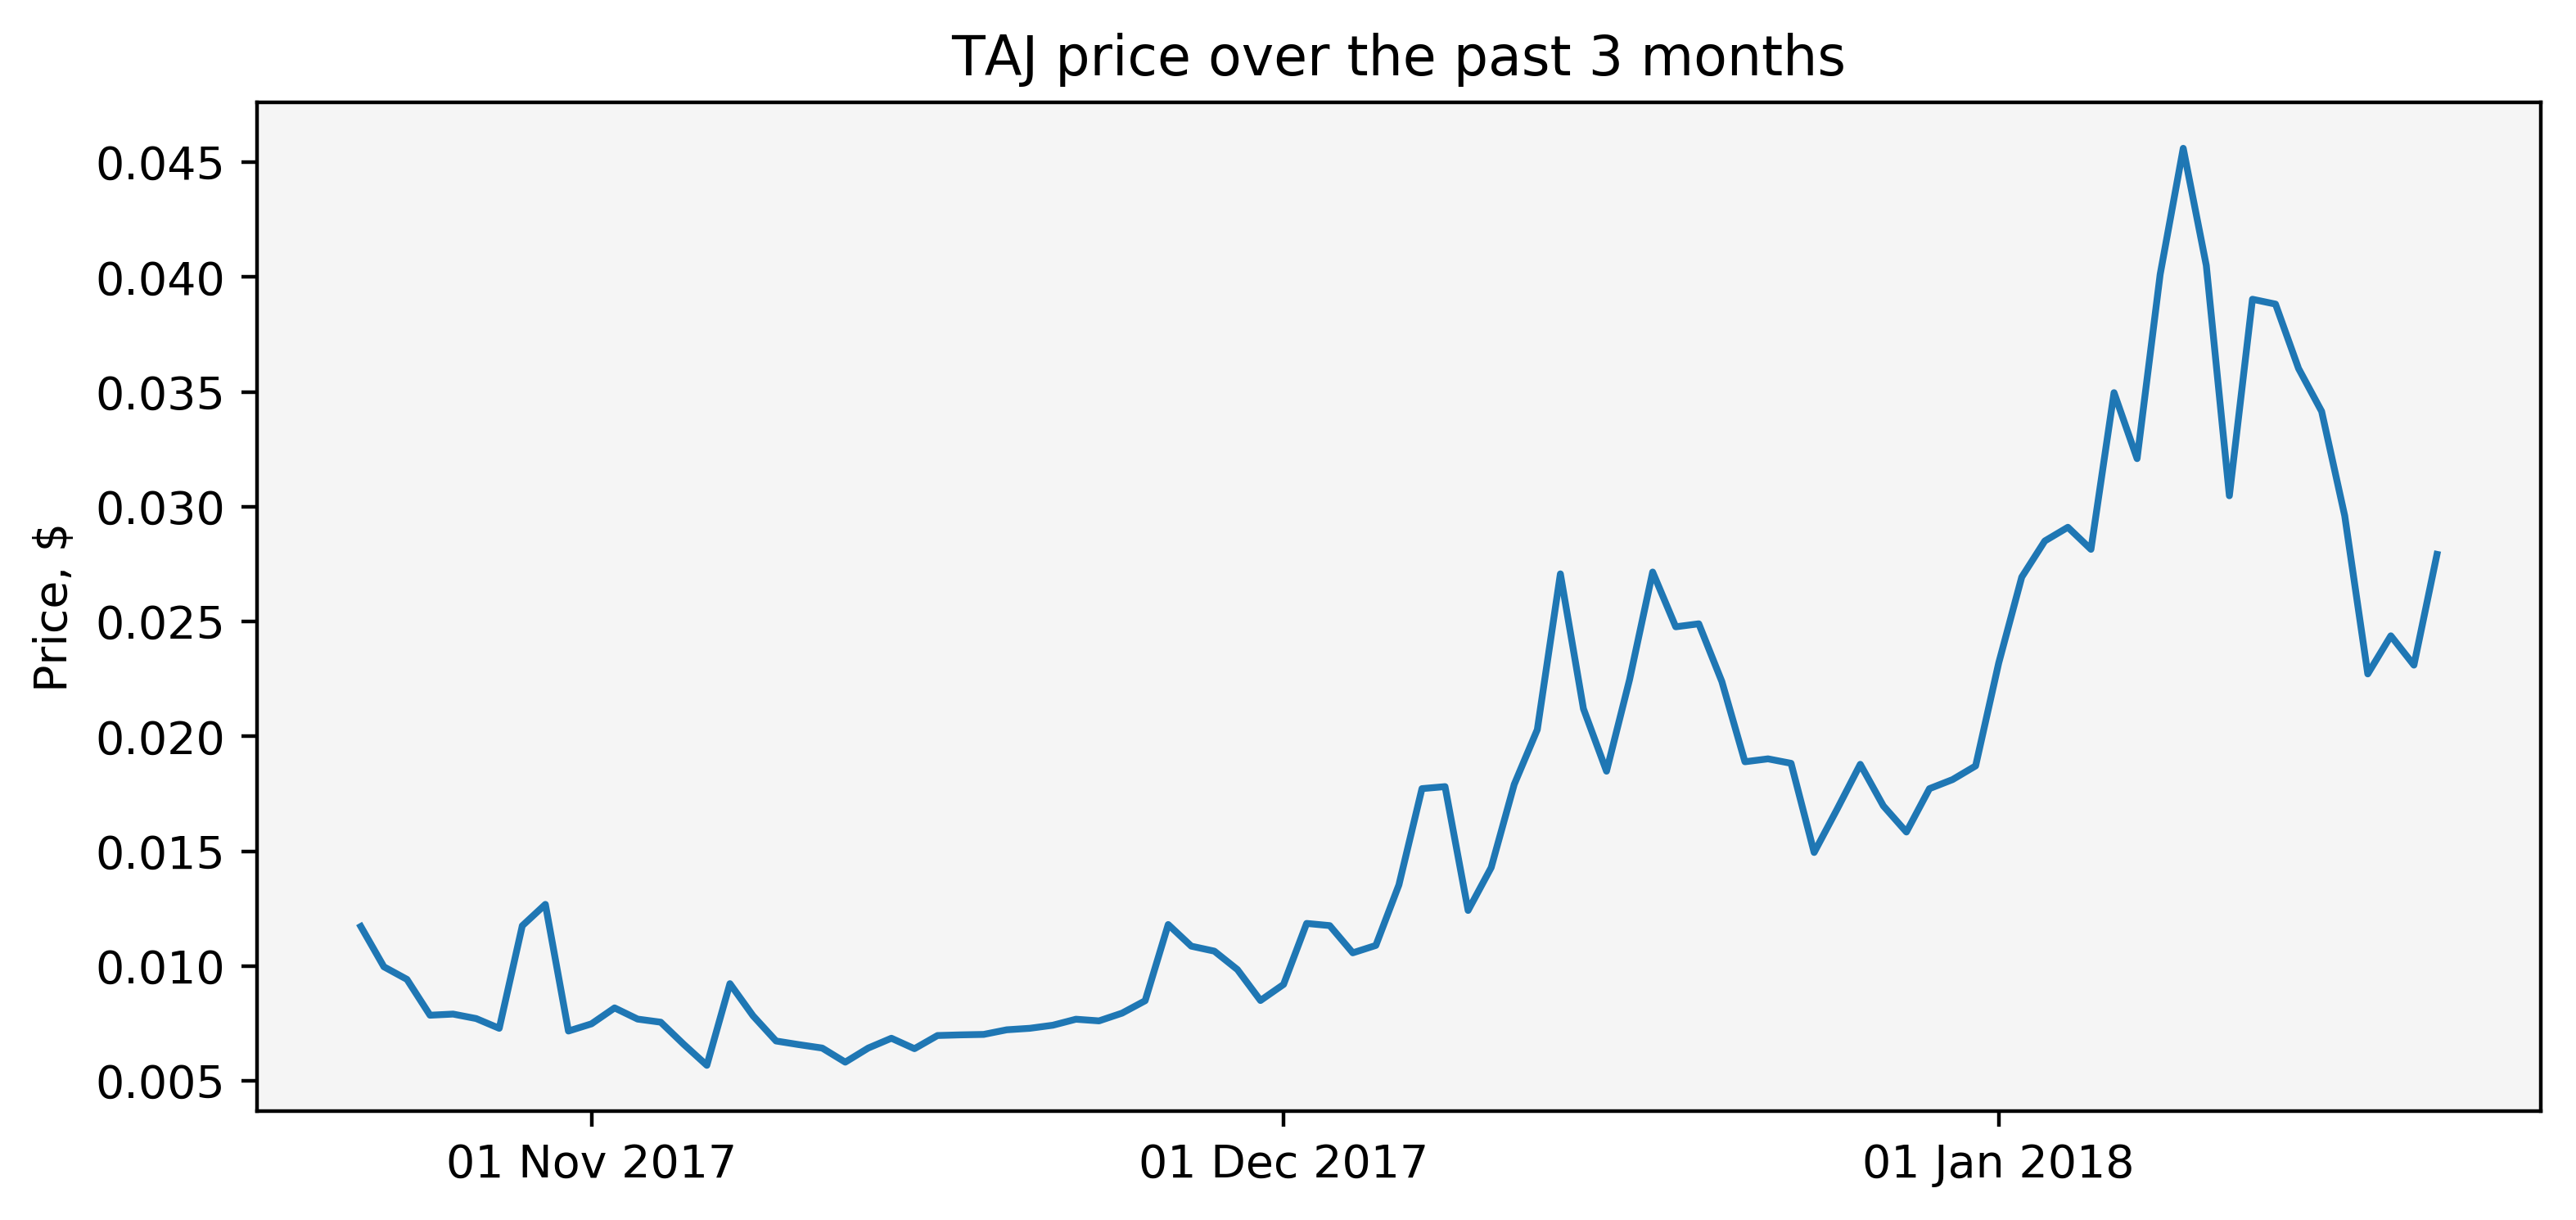 TAJ price over the past 3 months
Price, $
0.045
0.040
0.035
0.030
0.025
0.020
0.015
0.010
0.005
01 Nov 2017
01 Dec 2017
01 Jan 2018